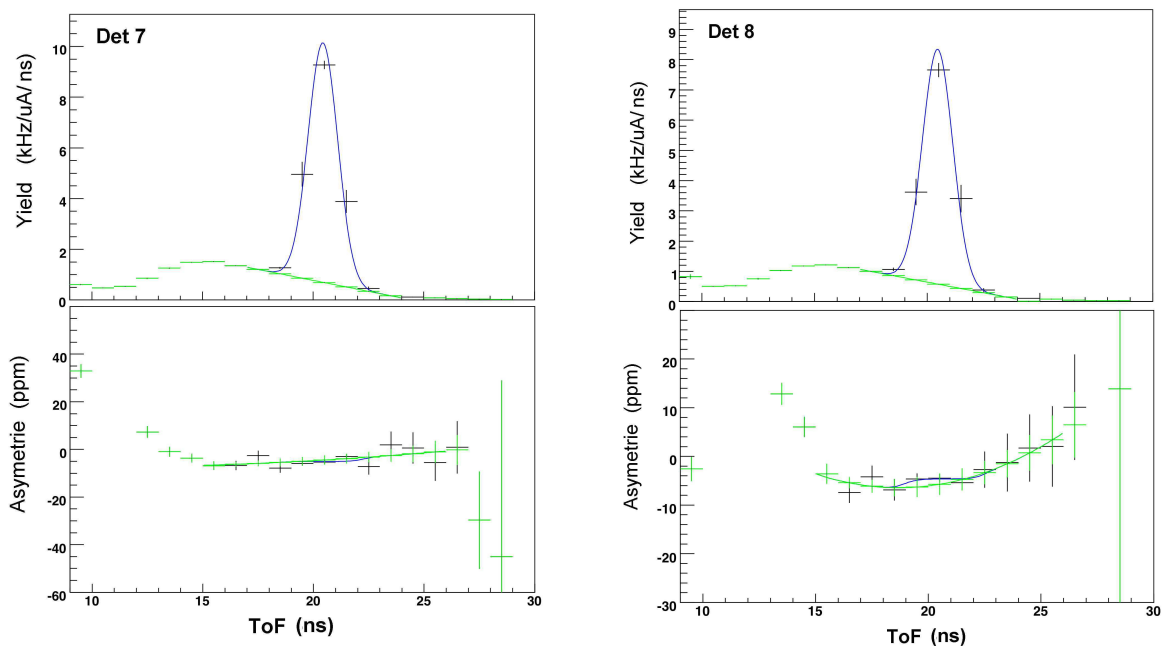 Det 7
Yield (kHz/uA/ns)
10
8
6
4
2
0
Asymetrie (ppm)
40
20
0
-20
-40
-60
10 15 20 25 30
ToF (ns)
Det 8
Yield (kHz/uA/ns)
9
8
7
6
5
4
3
2
1
0
Asymetrie (ppm)
20
10
0
-10
-20
-30
10 15 20 25 30
ToF (ns)